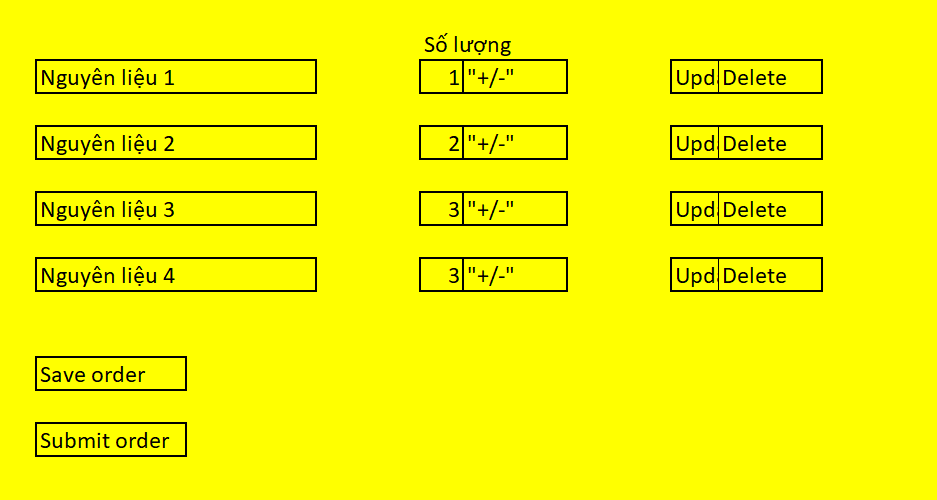 Số lượng
Nguyên liệu 1 1 "+/-" Upd Delete
Nguyên liệu 2 2 "+/-" Upd Delete
Nguyên liệu 3 3 "+/-" Upd Delete
Nguyên liệu 4 3 "+/-" Upd Delete
Save order
Submit order